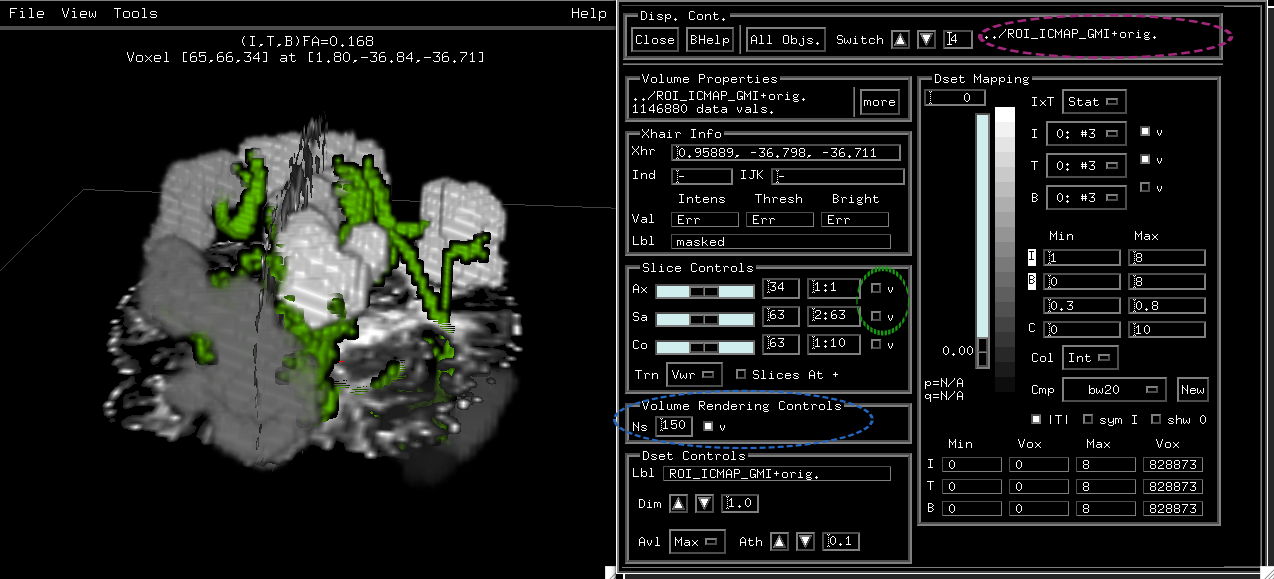 File View Tools Help
(I,T,B)FA=0.168
Voxel [65,66,34] at [1.80,-36.84,-36.71]
Disp. Cont.
Close BHelp All Objs. Switch 4 ../ROI_ICMAP_GMI+orig.
Volume Properties
../ROI_ICMAP_GMI+orig.
1146880 data vals.
more
Xhair Info
Xhr 0.95889, -36.798, -36.711
Ind - IJK -
Intens Thresh Bright
Val Err Err Err
Lbl masked
Slice Controls
Ax 34 1:1 v
Sa 63 2:63 v
Co 63 1:10 v
Trn Vwr Slices At +
Volume Rendering Controls
Ns 150 v
Dset Controls
Lbl ROI_ICMAP_GMI+orig.
Dim 1.0
Avl Max Ath 0.1
Dset Mapping
0
IxT Stat
I 0: #3 v
T 0: #3 v
B 0: #3 v
Min Max
I 1 8
B 0 8
0.3 0.8
C 0 10
0.00
Col Int
p=N/A
q=N/A
Cmp bw20 New
|T| sym I shw 0
Min Vox Max Vox
I 0 0 8 828873
T 0 0 8 828873
B 0 0 8 828873